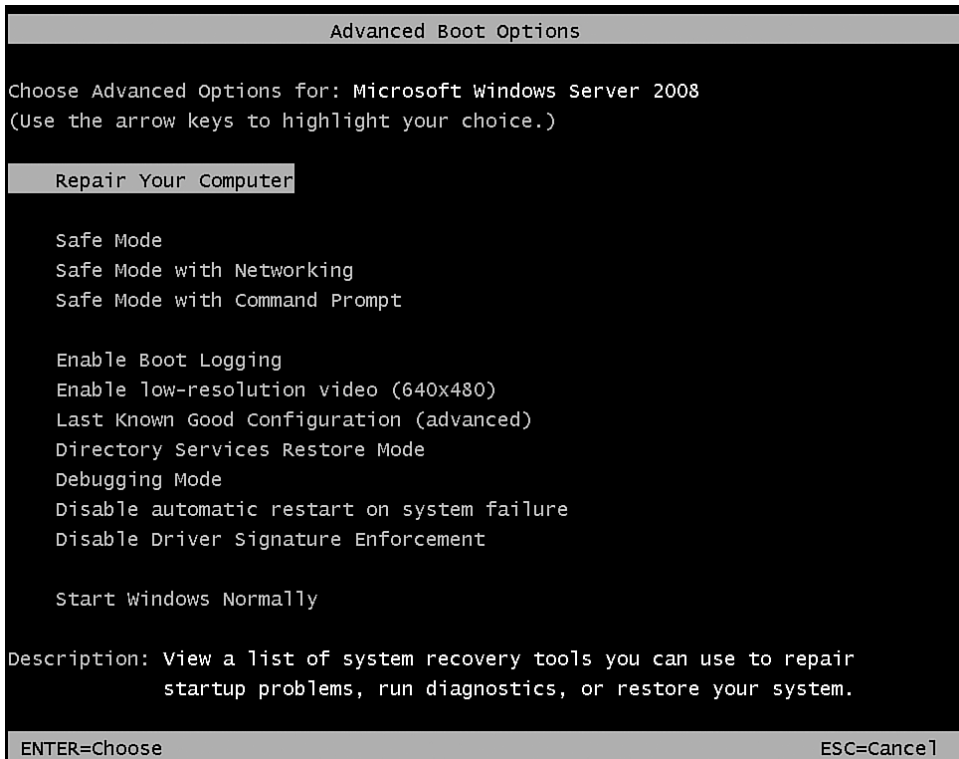 Advanced Boot Options
Choose Advanced Options for: Microsoft Windows Server 2008
(Use the arrow keys to highlight your choice.)
Repair Your Computer
Safe Mode
Safe Mode with Networking
Safe Mode with Command Prompt
Enable Boot Logging
Enable low-resolution video (640x480)
Last Known Good Configuration (advanced)
Directory Services Restore Mode
Debugging Mode
Disable automatic restart on system failure
Disable Driver Signature Enforcement
Start Windows Normally
Description: View a list of system recovery tools you can use to repair
startup problems, run diagnostics, or restore your system.
ENTER=Choose ESC=Cancel